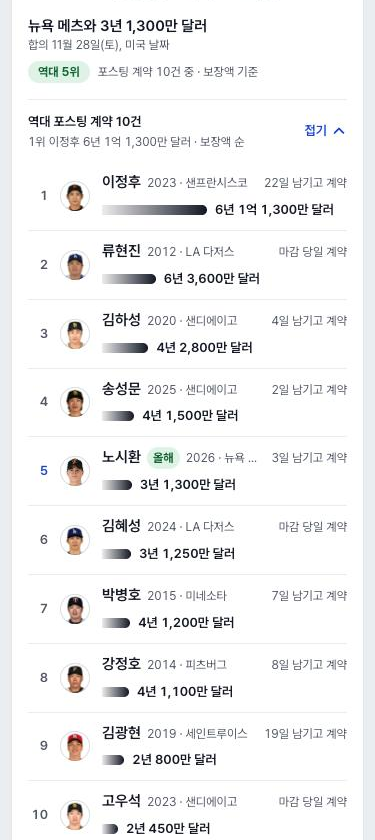 뉴욕 메츠와 3년 1,300만 달러
합의 11월 28일(토), 미국 날짜
역대 5위 포스팅 계약 10건 중 · 보장액 기준
역대 포스팅 계약 10건
1위 이정후 6년 1억 1,300만 달러 · 보장액 순
접기
1 이정후 2023 · 샌프란시스코 22일 남기고 계약
6년 1억 1,300만 달러
2 류현진 2012 · LA 다저스 마감 당일 계약
6년 3,600만 달러
3 김하성 2020 · 샌디에이고 4일 남기고 계약
4년 2,800만 달러
4 송성문 2025 · 샌디에이고 2일 남기고 계약
4년 1,500만 달러
5 노시환 올해 2026 · 뉴욕 ... 3일 남기고 계약
3년 1,300만 달러
6 김혜성 2024 · LA 다저스 마감 당일 계약
3년 1,250만 달러
7 박병호 2015 · 미네소타 7일 남기고 계약
4년 1,200만 달러
8 강정호 2014 · 피츠버그 8일 남기고 계약
4년 1,100만 달러
9 김광현 2019 · 세인트루이스 19일 남기고 계약
2년 800만 달러
10 고우석 2023 · 샌디에이고 마감 당일 계약
2년 450만 달러